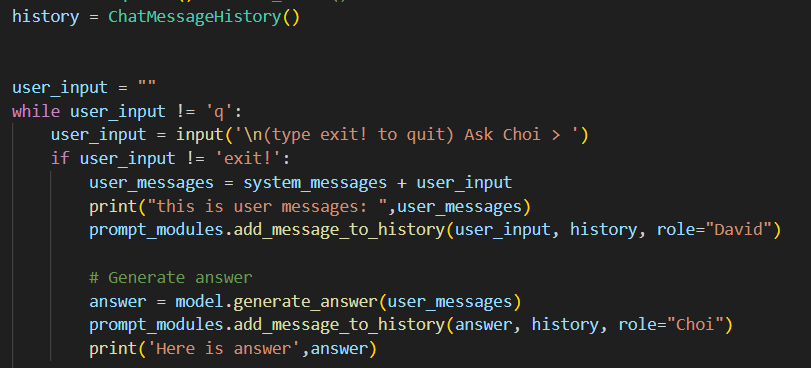 history = ChatMessageHistory()
user_input = ""
while user_input != 'q':
    user_input = input('\n(type exit! to quit) Ask Choi > ')
    if user_input != 'exit!':
        user_messages = system_messages + user_input
        print("this is user messages: ",user_messages)
        prompt_modules.add_message_to_history(user_input, history, role="David")
        # Generate answer
        answer = model.generate_answer(user_messages)
        prompt_modules.add_message_to_history(answer, history, role="Choi")
        print('Here is answer',answer)